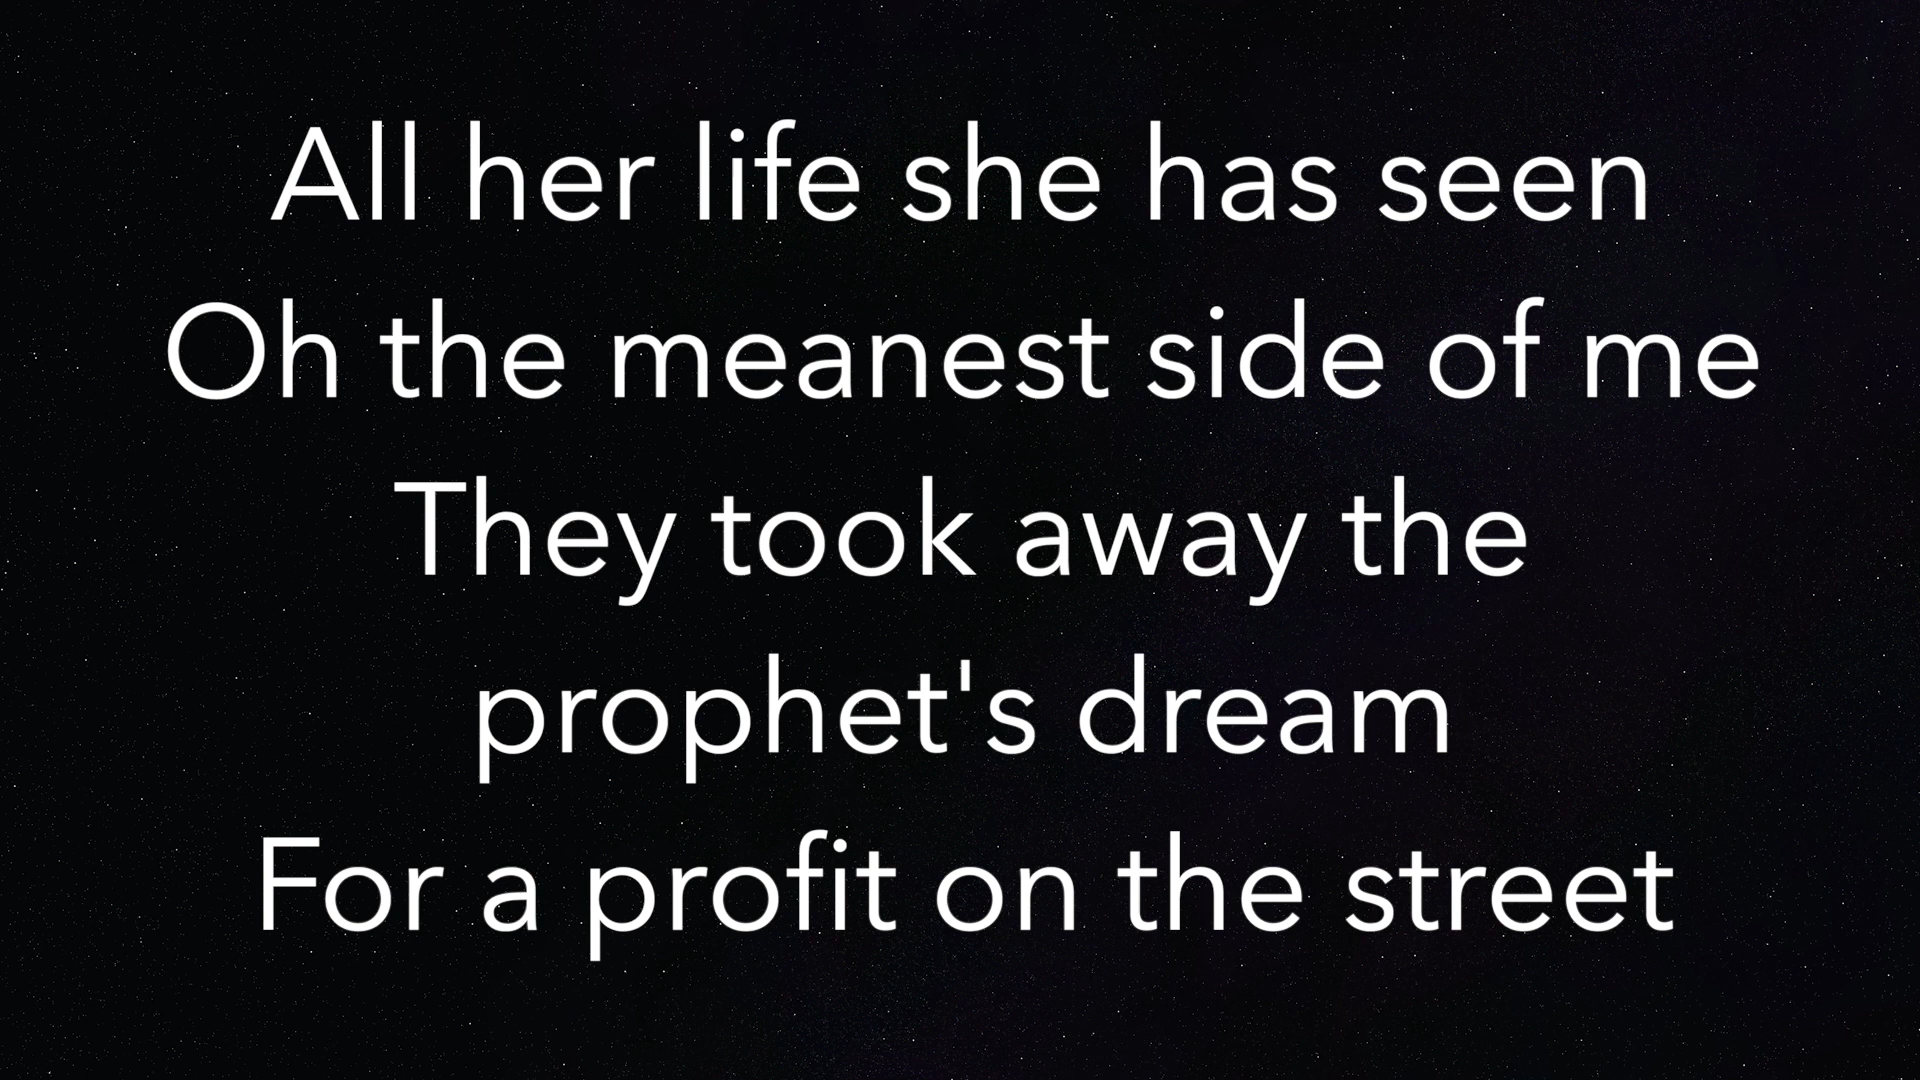 All her life she has seen
Oh the meanest side of me
They took away the
prophet's dream
For a profit on the street